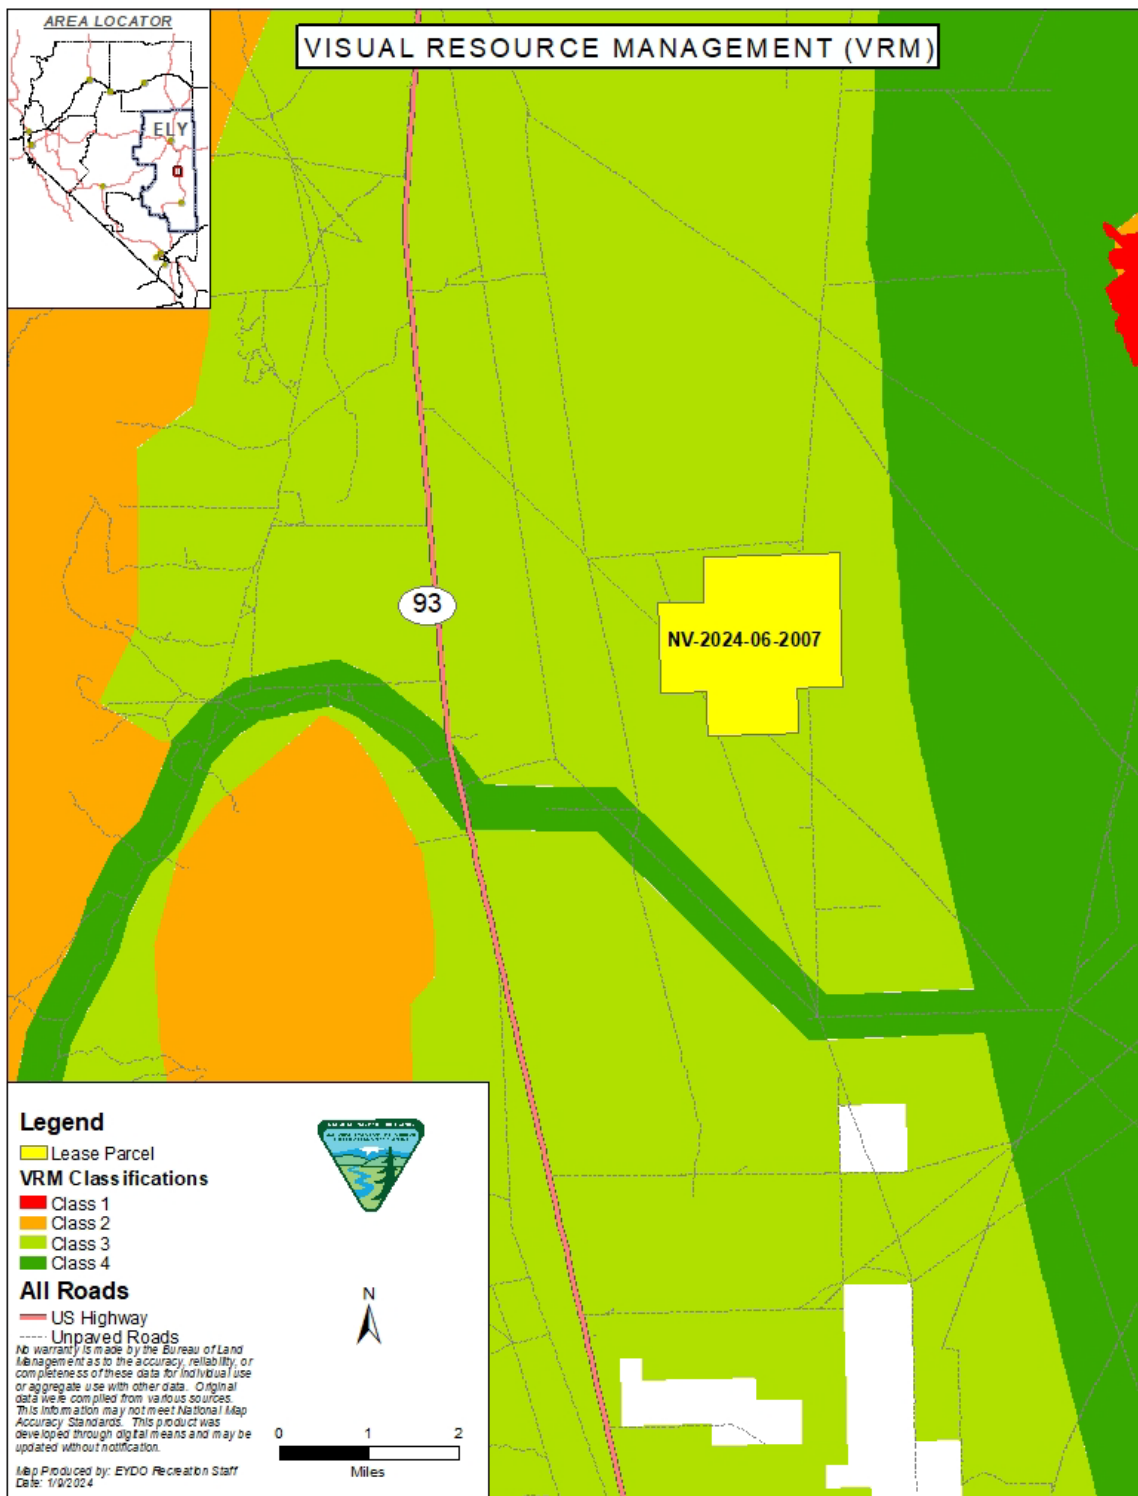 AREA LOCATOR
ELY
VISUAL RESOURCE MANAGEMENT (VRM)
93
NV-2024-06-2007
Legend
Lease Parcel
VRM Classifications
Class 1
Class 2
Class 3
Class 4
All Roads
US Highway
Unpaved Roads
No warranty is made by the Bureau of Land
Management as to the accuracy, reliability, or
completeness of these data for individual use
or aggregate use with other data. Original
data were compiled from various sources.
This information may not meet National Map
Accuracy Standards. This product was
developed through digital means and may be
updated without notification.
Map Produced by: EYDO Recreation Staff
Date: 1/9/2024
N
0 1 2
Miles